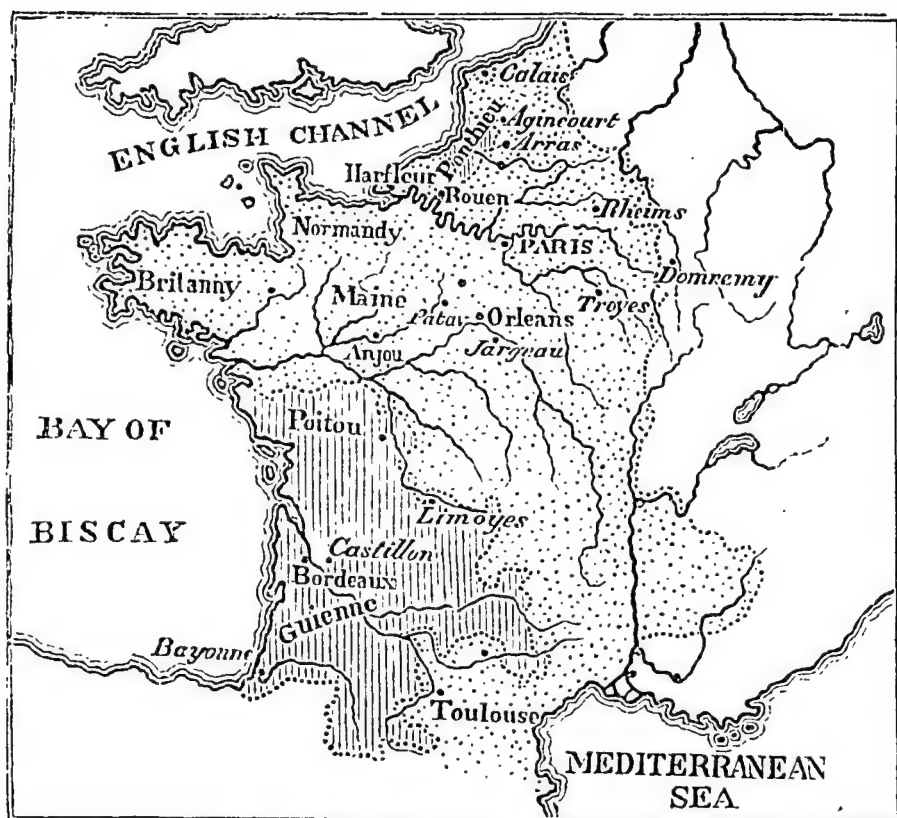 Calais
ENGLISH CHANNEL
Ponthieu
Agincourt
Arras
Harfleur
Rouen
Rheims
Normandy
PARIS
Domremy
Britanny
Maine
Troyes
Patay
Orleans
Anjou
Jargeau
BAY OF
BISCAY
Poitou
Limoges
Castillon
Bordeaux
Guienne
Bayonne
Toulouse
MEDITERRANEAN
SEA